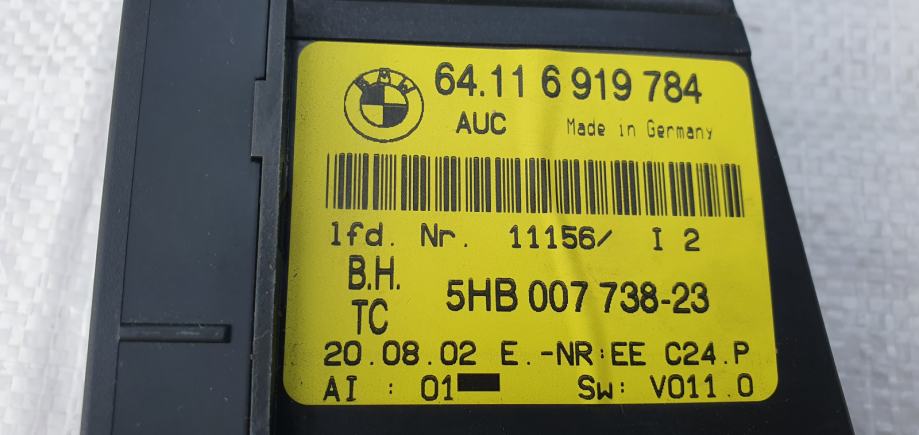 BMW
64.11 6 919 784
AUC Made in Germany
lfd. Nr. 11156/ I 2
B.H.
TC
5HB 007 738-23
20.08.02 E.-NR:EE C24.P
AI : 01 Sw: V011.0